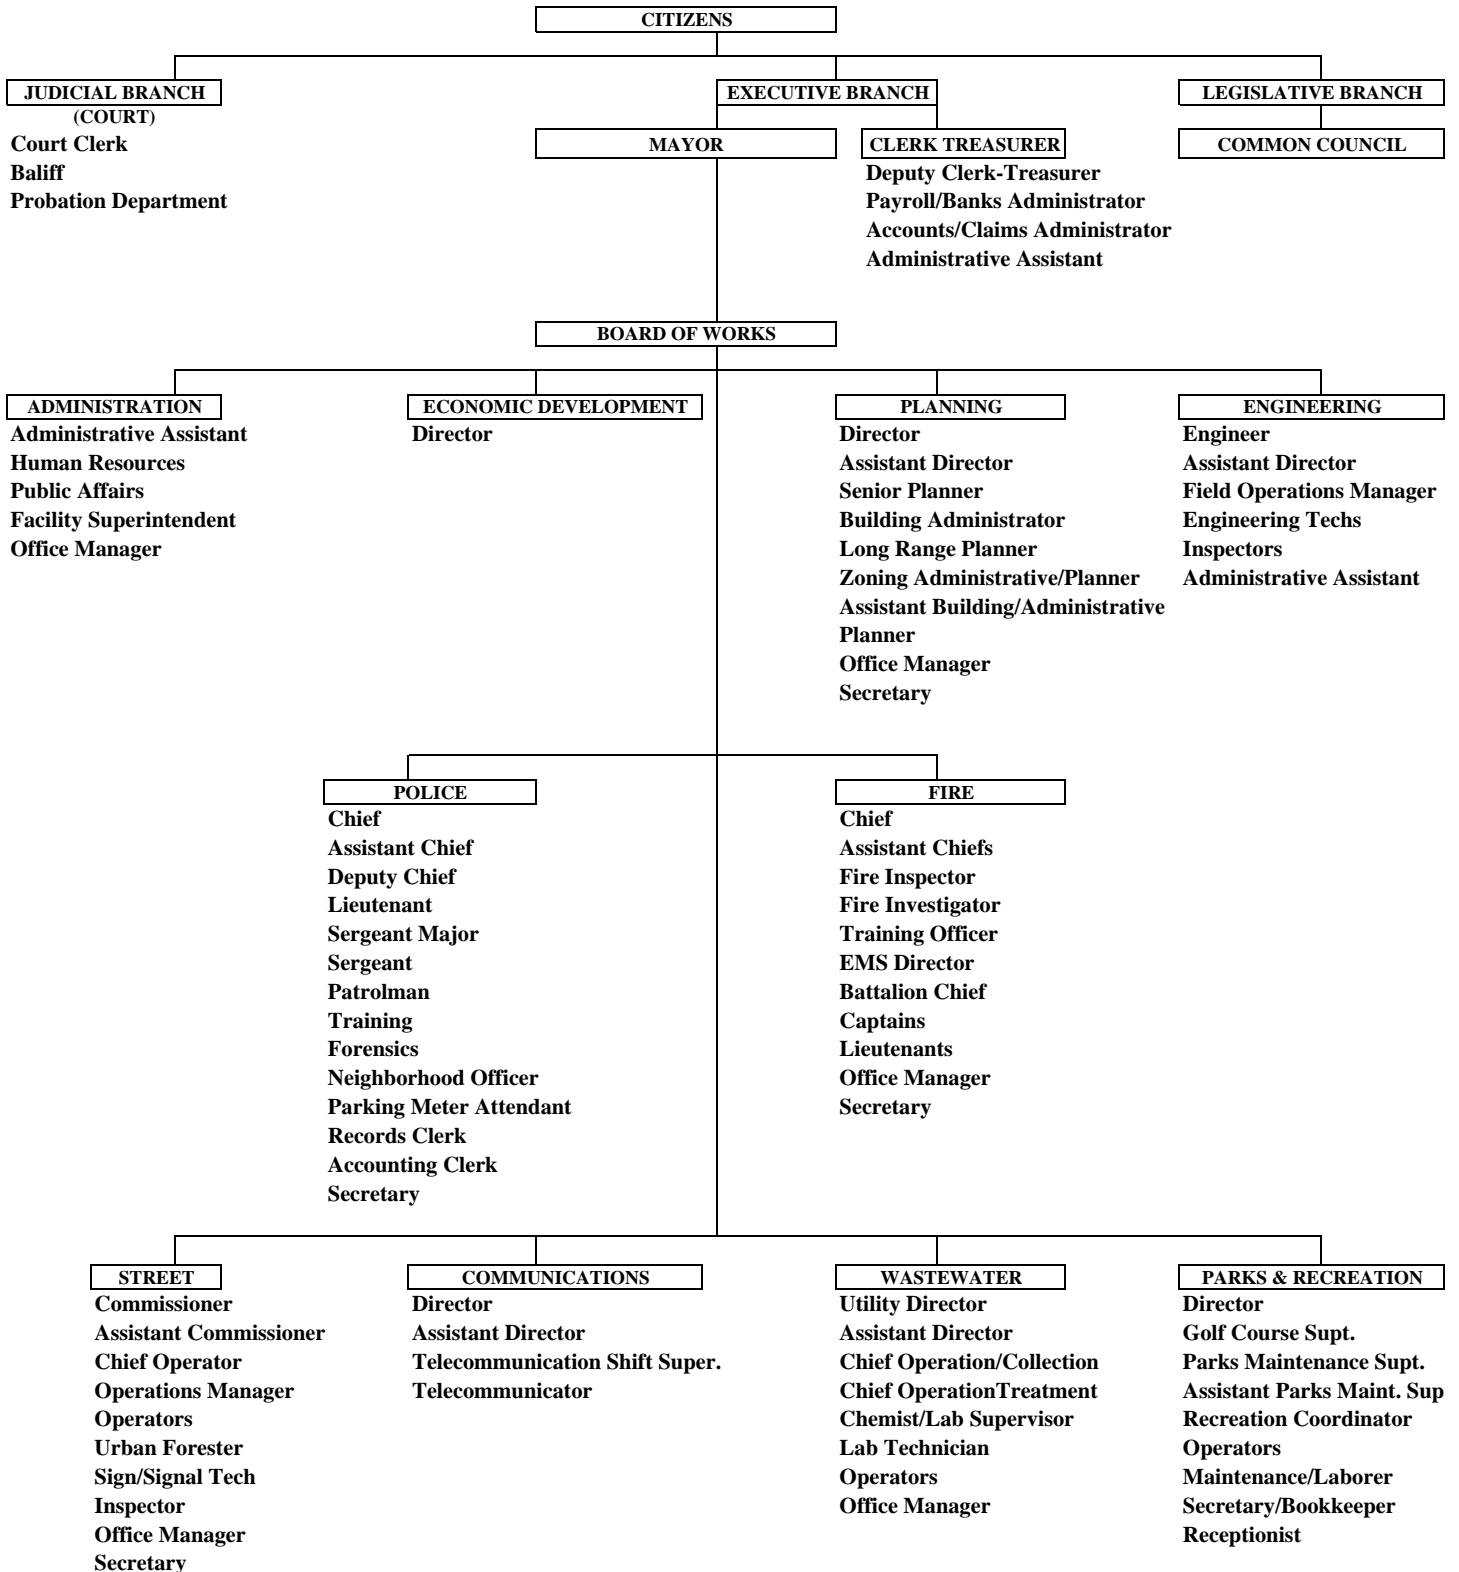 CITIZENS
JUDICIAL BRANCH
(COURT)
Court Clerk
Baliff
Probation Department
EXECUTIVE BRANCH
MAYOR
CLERK TREASURER
Deputy Clerk-Treasurer
Payroll/Banks Administrator
Accounts/Claims Administrator
Administrative Assistant
LEGISLATIVE BRANCH
COMMON COUNCIL
BOARD OF WORKS
ADMINISTRATION
Administrative Assistant
Human Resources
Public Affairs
Facility Superintendent
Office Manager
ECONOMIC DEVELOPMENT
Director
PLANNING
Director
Assistant Director
Senior Planner
Building Administrator
Long Range Planner
Zoning Administrative/Planner
Assistant Building/Administrative
Planner
Office Manager
Secretary
ENGINEERING
Engineer
Assistant Director
Field Operations Manager
Engineering Techs
Inspectors
Administrative Assistant
POLICE
Chief
Assistant Chief
Deputy Chief
Lieutenant
Sergeant Major
Sergeant
Patrolman
Training
Forensics
Neighborhood Officer
Parking Meter Attendant
Records Clerk
Accounting Clerk
Secretary
FIRE
Chief
Assistant Chiefs
Fire Inspector
Fire Investigator
Training Officer
EMS Director
Battalion Chief
Captains
Lieutenants
Office Manager
Secretary
STREET
Commissioner
Assistant Commissioner
Chief Operator
Operations Manager
Operators
Urban Forester
Sign/Signal Tech
Inspector
Office Manager
Secretary
COMMUNICATIONS
Director
Assistant Director
Telecommunication Shift Super.
Telecommunicator
WASTEWATER
Utility Director
Assistant Director
Chief Operation/Collection
Chief OperationTreatment
Chemist/Lab Supervisor
Lab Technician
Operators
Office Manager
PARKS & RECREATION
Director
Golf Course Supt.
Parks Maintenance Supt.
Assistant Parks Maint. Sup
Recreation Coordinator
Operators
Maintenance/Laborer
Secretary/Bookkeeper
Receptionist